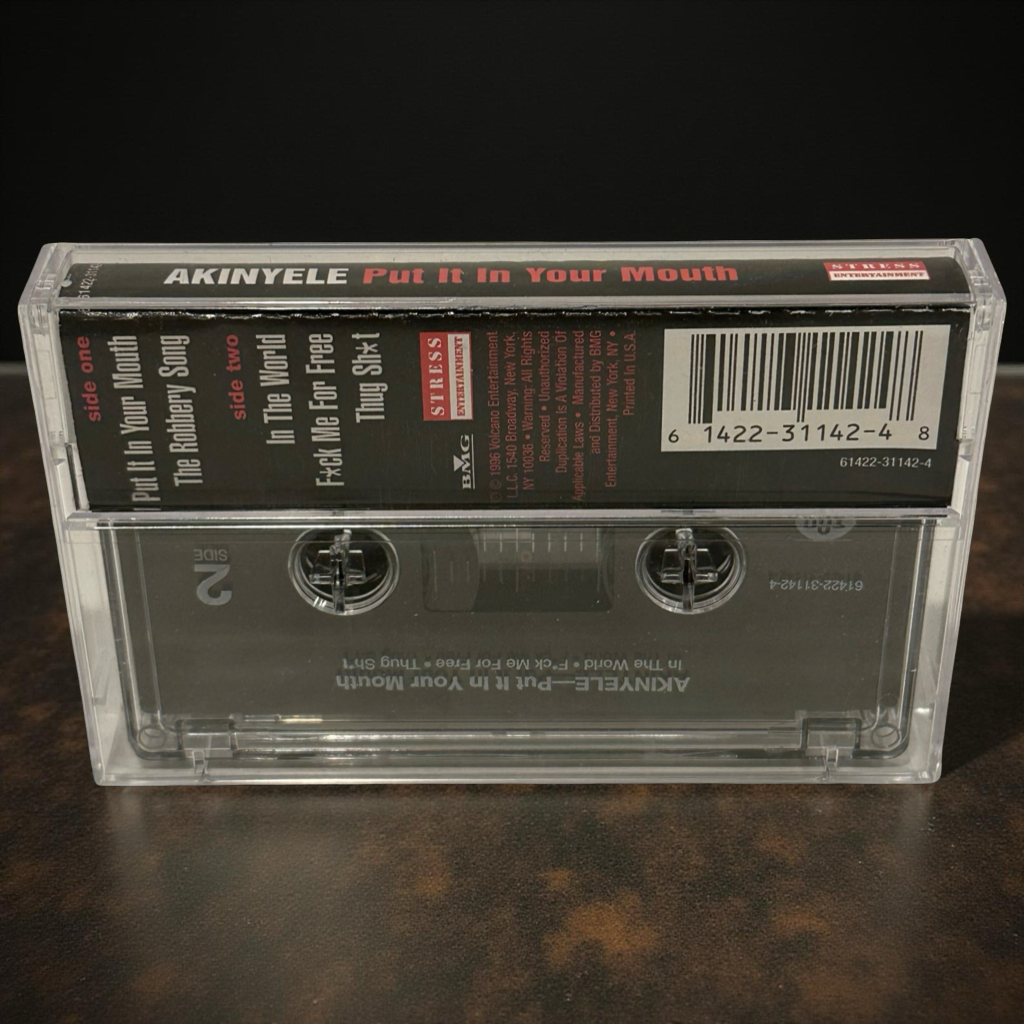 AKINYELE Put It In Your Mouth
STRESS
ENTERTAINMENT
side one
Put It In Your Mouth
The Robbery Song
side two
In The World
F*ck Me For Free
Thug Sh*t
STRESS
ENTERTAINMENT
BMG
℗ © 1996 Volcano Entertainment
L.L.C. 1540 Broadway, New York,
NY 10036 • Warning: All Rights
Reserved • Unauthorized
Duplication Is A Violation Of
Applicable Laws • Manufactured
and Distributed by BMG
Entertainment, New York, NY •
Printed In U.S.A.
6 1422-31142-4 8
61422-31142-4
SIDE
2
61422-31142-4
AKINYELE—Put It In Your Mouth
In The World • F*ck Me For Free • Thug Sh*t